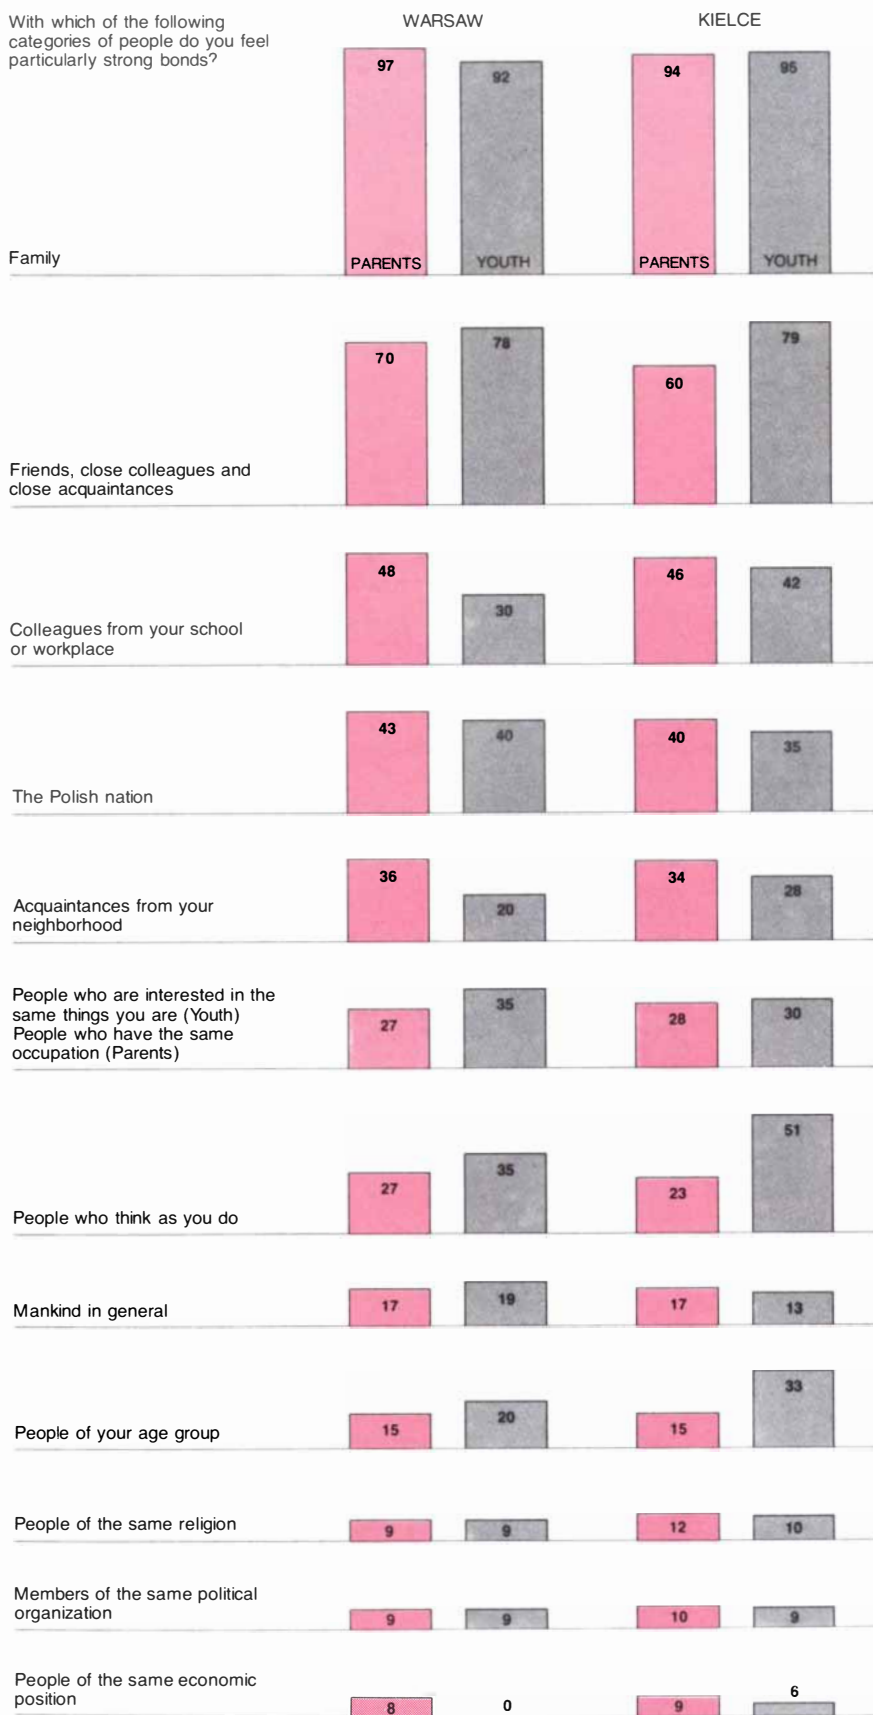 With which of the following
categories of people do you feel
particularly strong bonds?
WARSAW
KIELCE
97
92
94
95
Family
PARENTS
YOUTH
PARENTS
YOUTH
70
78
60
79
Friends, close colleagues and
close acquaintances
48
30
46
42
Colleagues from your school
or workplace
43
40
40
35
The Polish nation
36
20
34
28
Acquaintances from your
neighborhood
People who are interested in the
same things you are (Youth)
People who have the same
occupation (Parents)
27
35
28
30
27
35
23
51
People who think as you do
Mankind in general
17
19
17
13
People of your age group
15
20
15
33
People of the same religion
9
9
12
10
Members of the same political
organization
9
9
10
9
People of the same economic
position
8
0
9
6